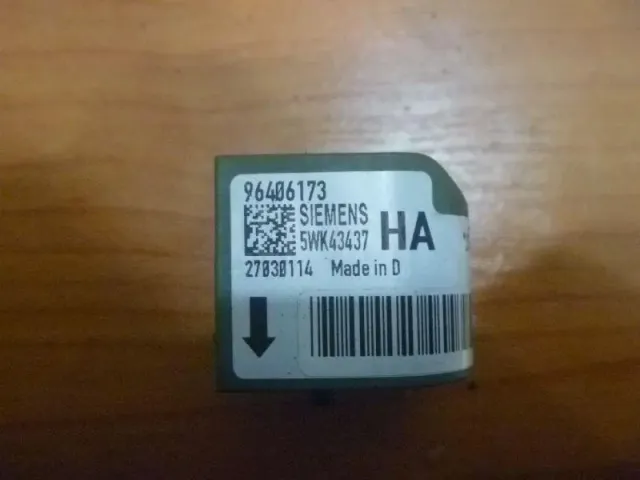 96406173
SIEMENS
5WK43437 HA
27030114 Made in D